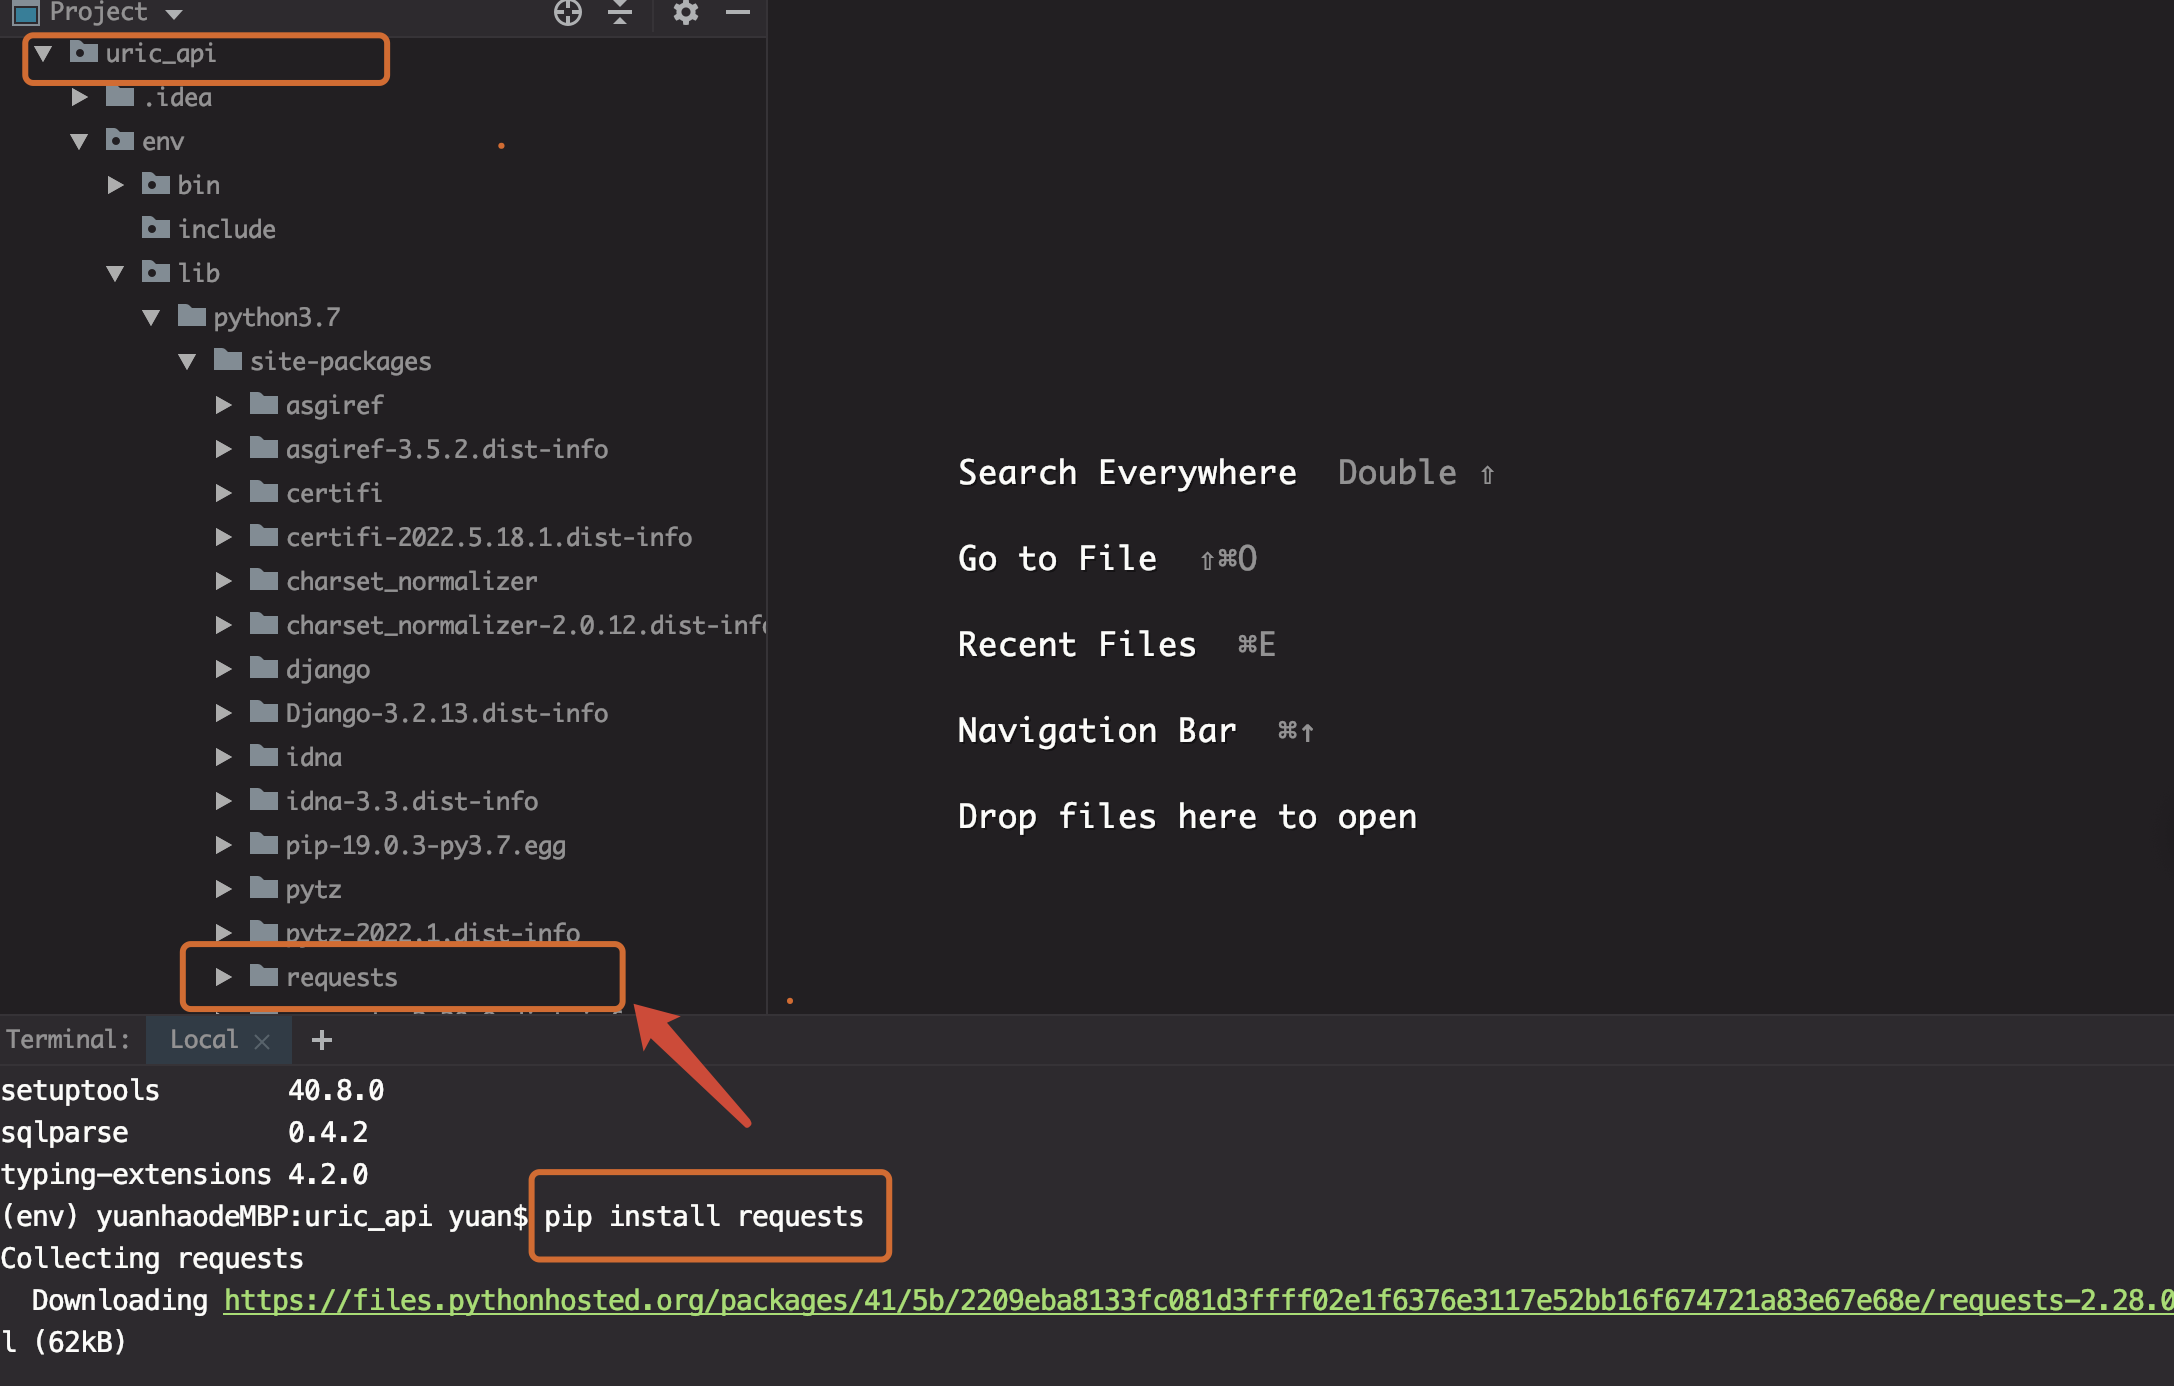 Project
uric_api
.idea
env
bin
include
lib
python3.7
site-packages
asgiref
asgiref-3.5.2.dist-info
certifi
certifi-2022.5.18.1.dist-info
charset_normalizer
charset_normalizer-2.0.12.dist-info
django
Django-3.2.13.dist-info
idna
idna-3.3.dist-info
pip-19.0.3-py3.7.egg
pytz
pytz-2022.1.dist-info
requests
Search Everywhere Double ⇧
Go to File ⇧⌘O
Recent Files ⌘E
Navigation Bar ⌘↑
Drop files here to open
Terminal: Local × +
setuptools 40.8.0
sqlparse 0.4.2
typing-extensions 4.2.0
(env) yuanhaodeMBP:uric_api yuan$ pip install requests
Collecting requests
Downloading https://files.pythonhosted.org/packages/41/5b/2209eba8133fc081d3ffff02e1f6376e3117e52bb16f674721a83e67e68e/requests-2.28.0
l (62kB)